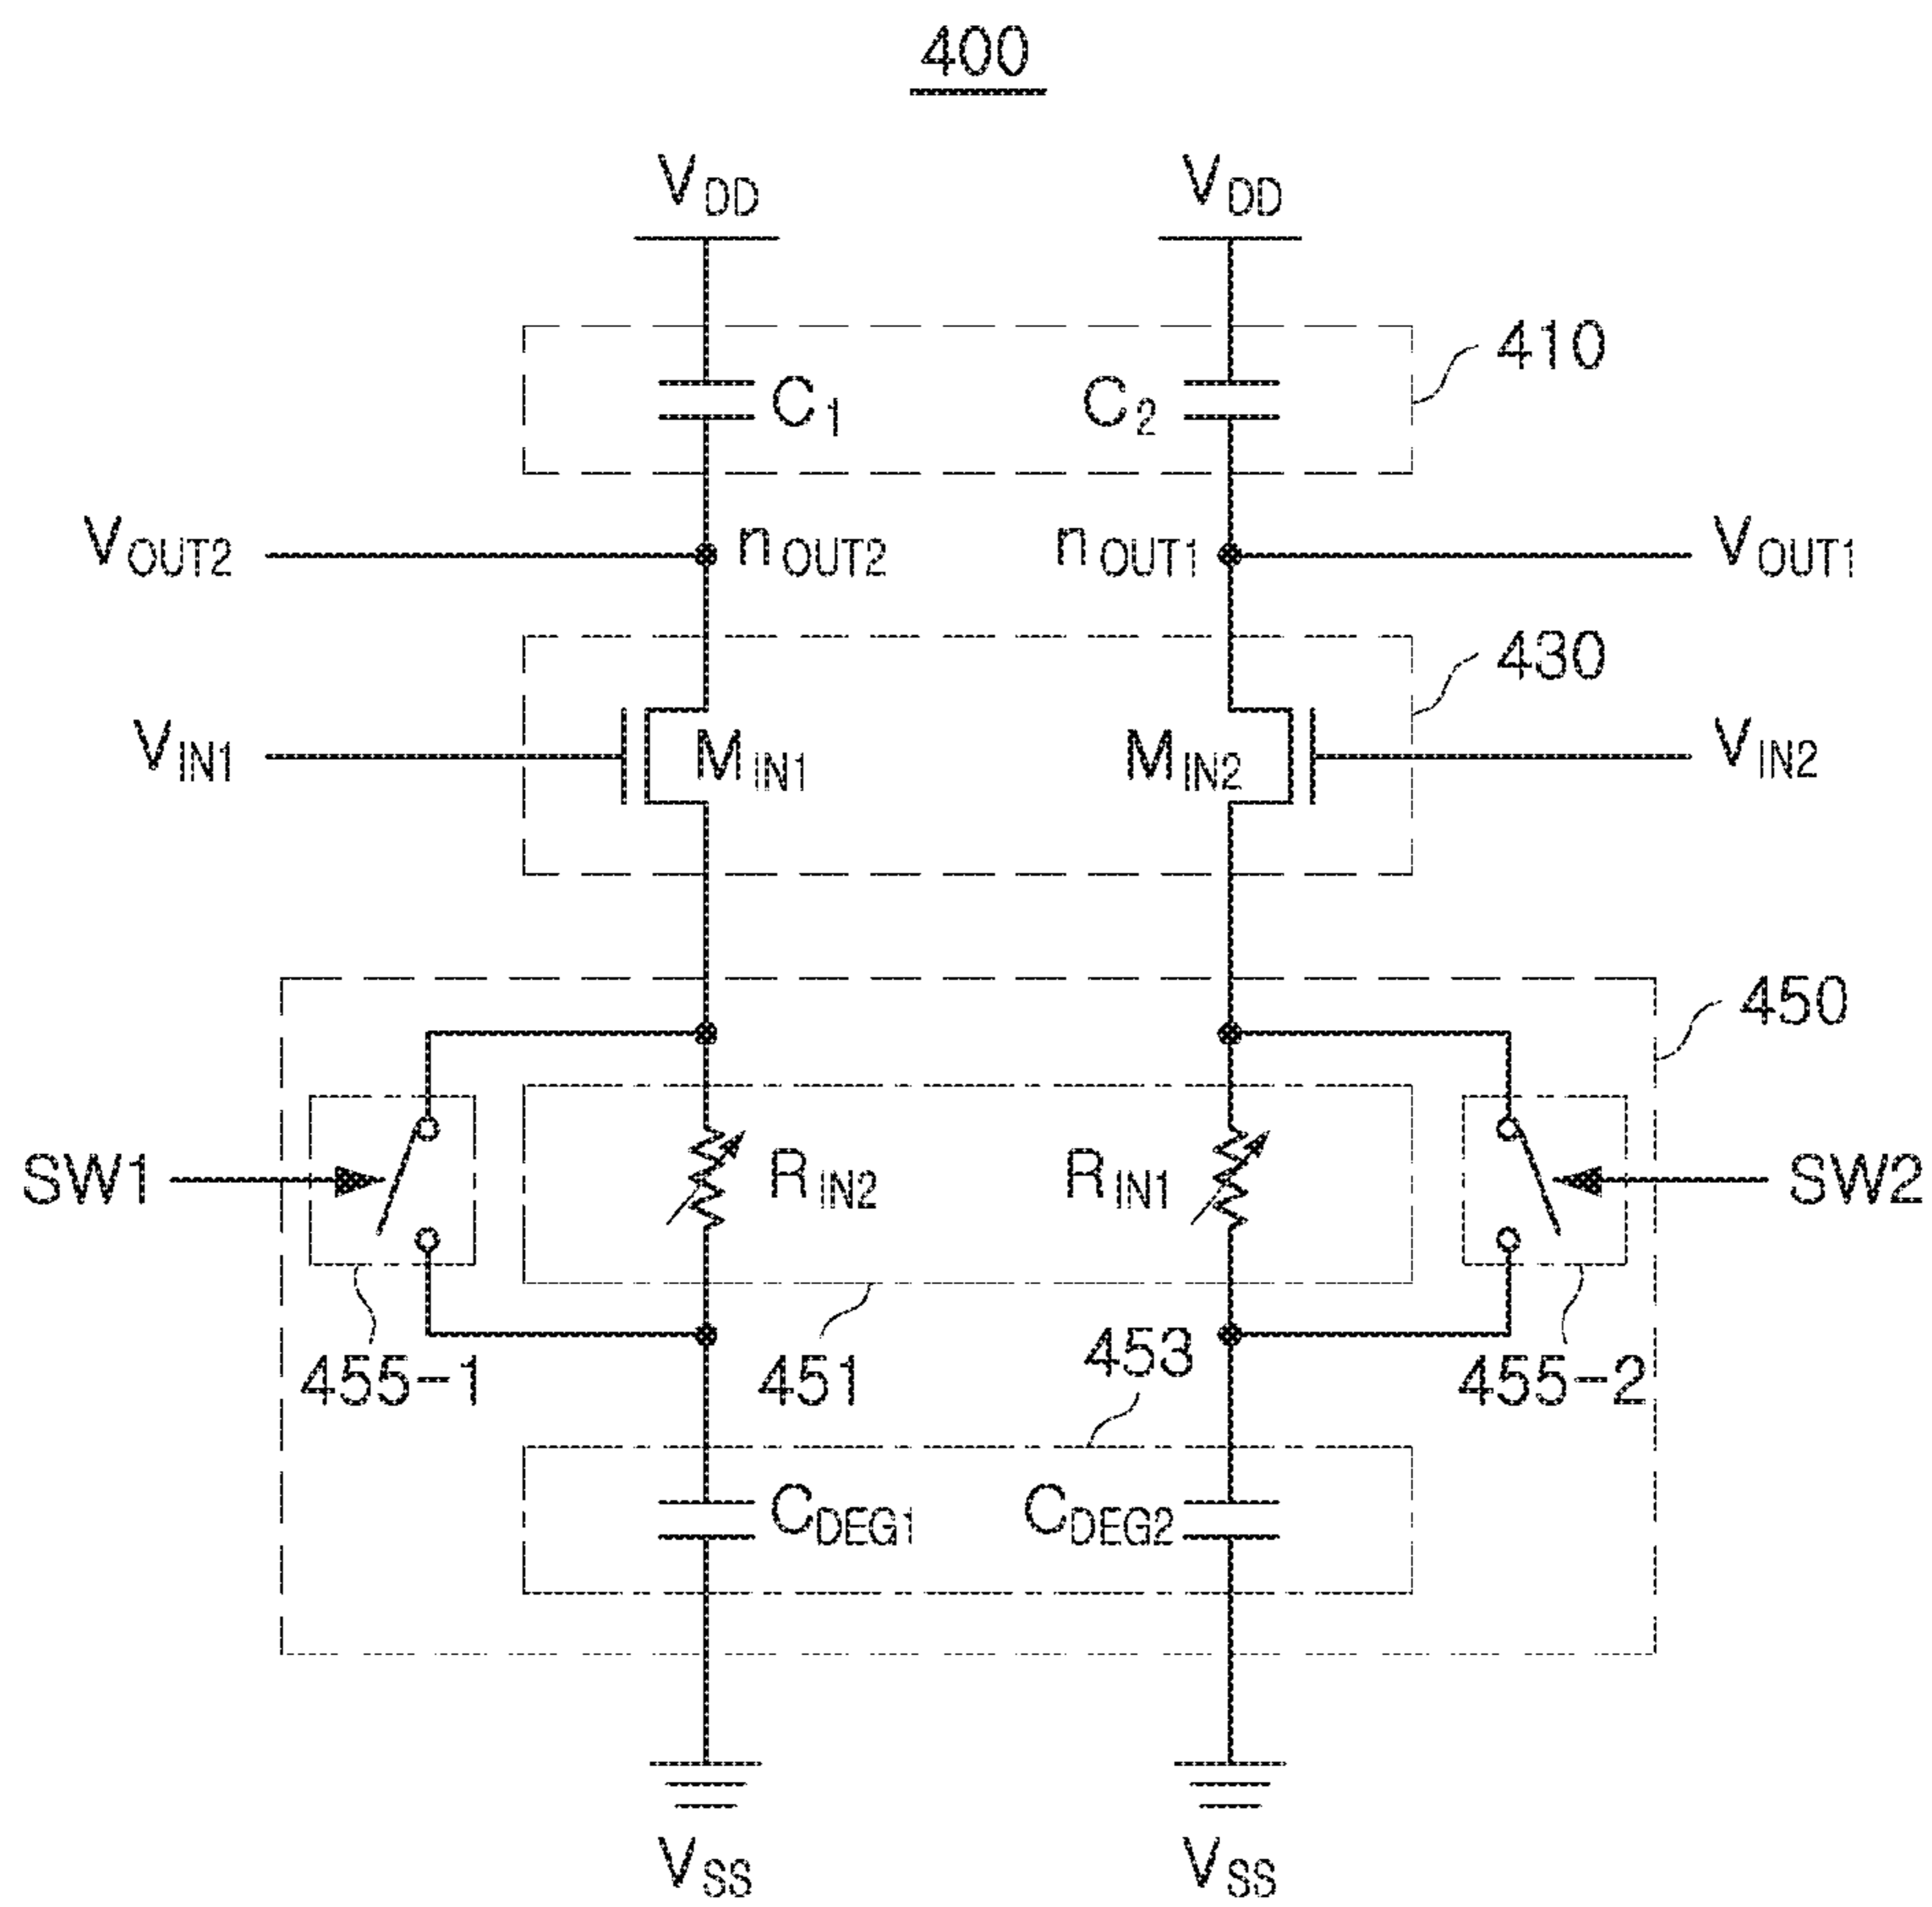 400
VDD VDD
410
C1 C2
VOUT2 nOUT2 nOUT1 VOUT1
430
VIN1 MIN1 MIN2 VIN2
450
SW1 RIN2 RIN1 SW2
455-1 451 453 455-2
CDEG1 CDEG2
VSS VSS